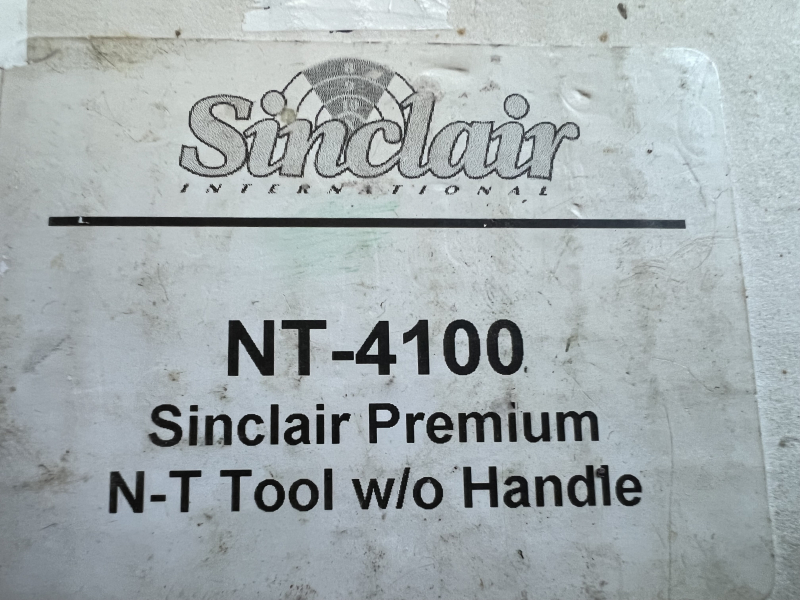 Sinclair
INTERNATIONAL
NT-4100
Sinclair Premium
N-T Tool w/o Handle